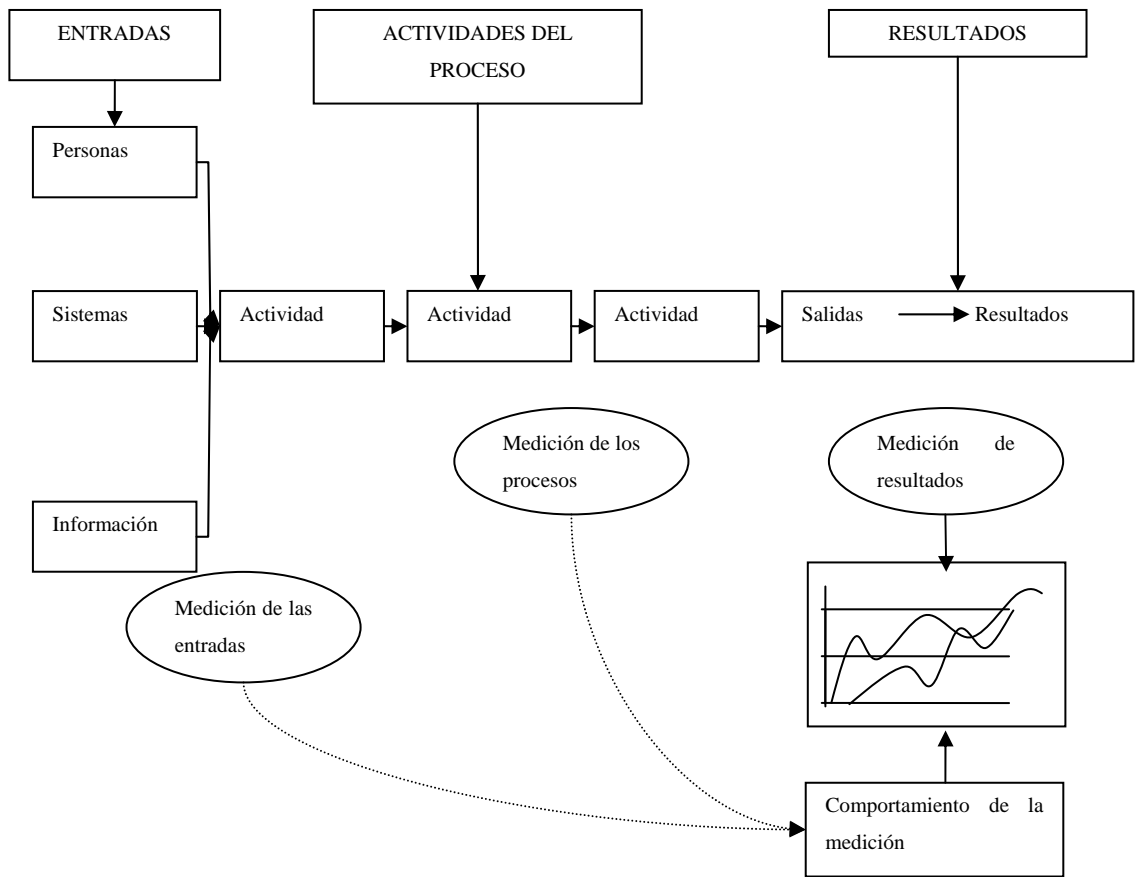 ENTRADAS
ACTIVIDADES DEL
PROCESO
RESULTADOS
Personas
Sistemas
Actividad
Actividad
Actividad
Salidas
Resultados
Medición de los
procesos
Medición de
resultados
Información
Medición de las
entradas
Comportamiento de la
medición